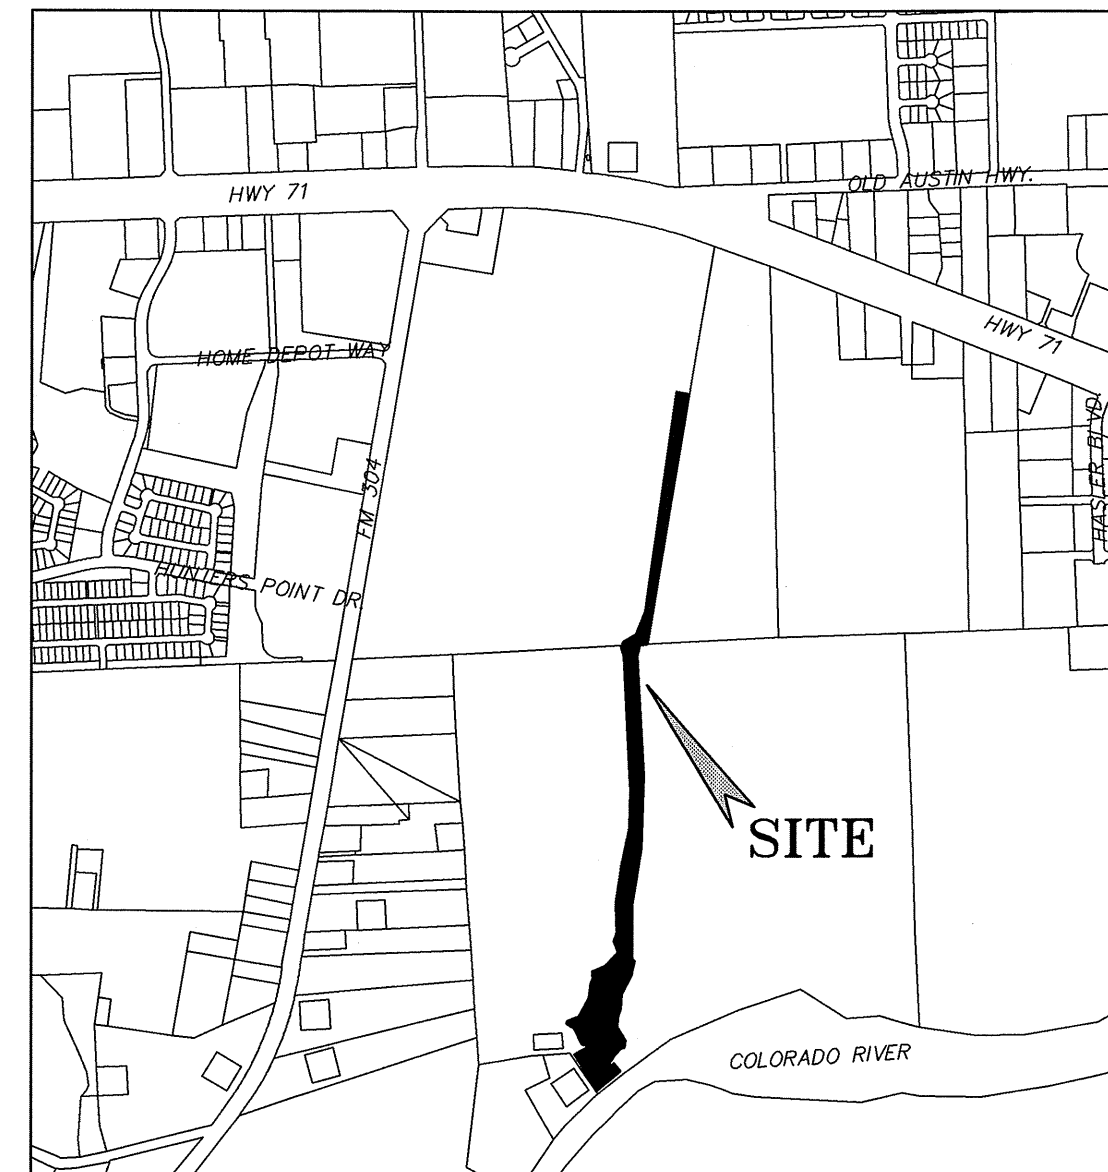 HWY 71
OLD AUSTIN HWY.
HWY 71
HOME DEPOT WAY
HASLER BLVD.
FM 304
HUNTERS POINT DR.
SITE
COLORADO RIVER